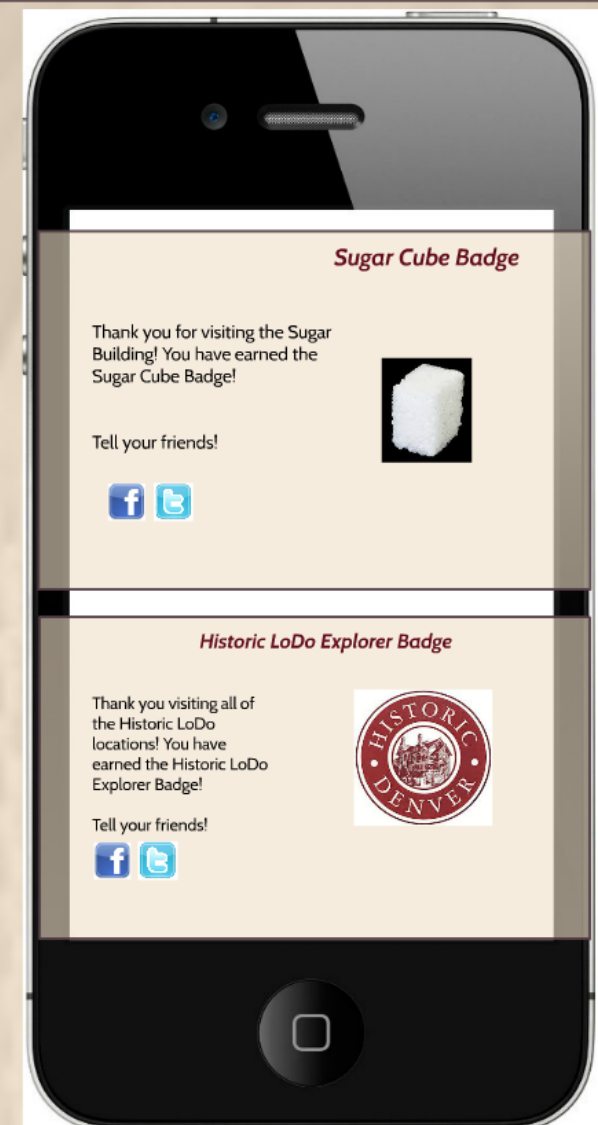 Sugar Cube Badge
Thank you for visiting the Sugar
Building! You have earned the
Sugar Cube Badge!
Tell your friends!
f t
Historic LoDo Explorer Badge
Thank you visiting all of
the Historic LoDo
locations! You have
earned the Historic LoDo
Explorer Badge!
HISTORIC
DENVER
Tell your friends!
f t